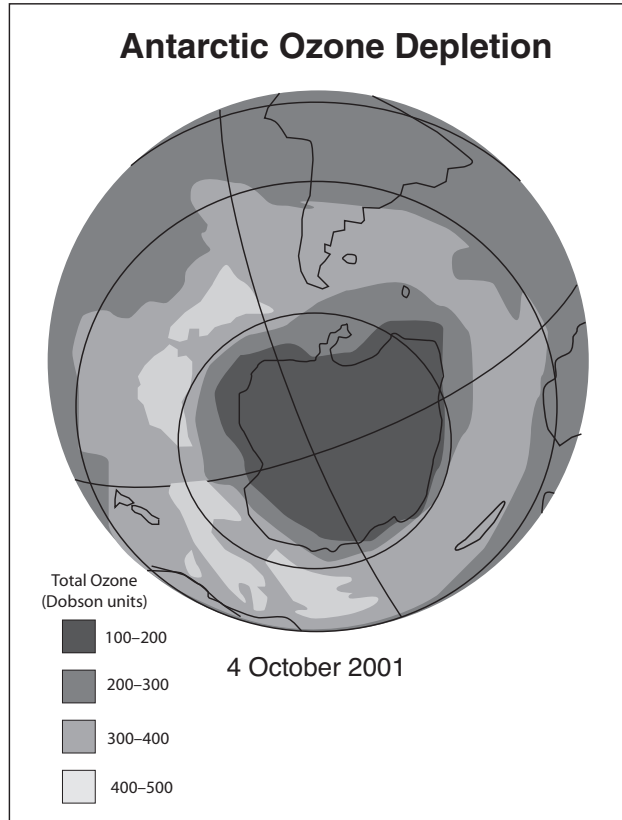 Antarctic Ozone Depletion
4 October 2001
Total Ozone
(Dobson units)
100–200
200–300
300–400
400–500